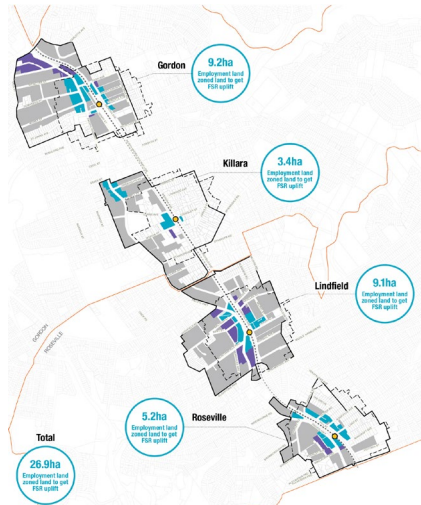 Gordon
9.2ha
Employment land
zoned land to get
FSR uplift
Killara
3.4ha
Employment land
zoned land to get
FSR uplift
Lindfield
9.1ha
Employment land
zoned land to get
FSR uplift
GORDON
ROSEVILLE
5.2ha
Employment land
zoned land to get
FSR uplift
Roseville
Total
26.9ha
Employment land
zoned land to get
FSR uplift